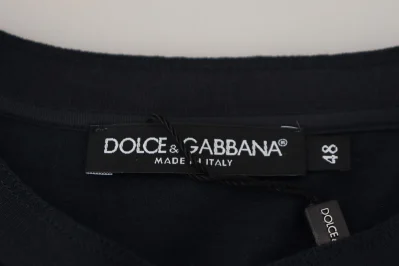 DOLCE & GABBANA®
MADE IN ITALY
48
DOLCE